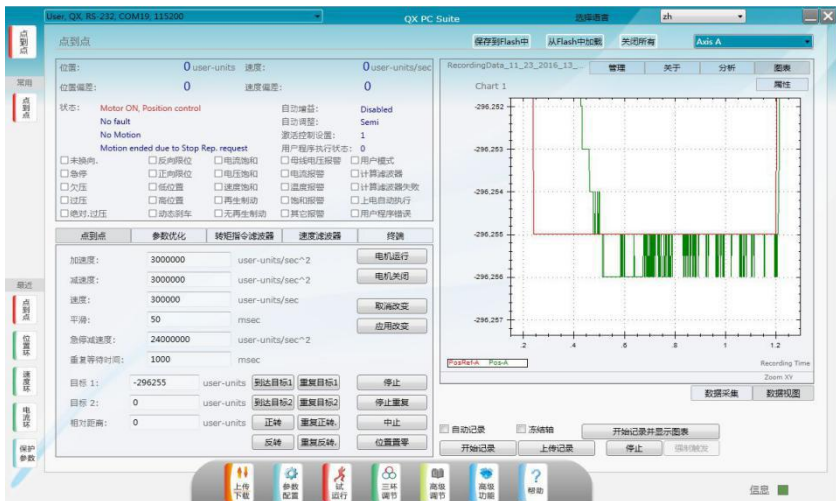 User, QX, RS-232, COM19, 115200
QX PC Suite
选择语言
zh
点到点
点到点
保存到Flash中
从Flash中加载
关闭所有
Axis A
常用
点到点
最近
点到点
位置环
速度环
电流环
保护参数
位置:
0 user-units
速度:
0 user-units/sec
位置偏差:
0
速度偏差:
0
状态:
Motor ON, Position control
No fault
No Motion
Motion ended due to Stop Rep. request
自动增益:
Disabled
自动调整:
Semi
激活控制设置:
1
用户程序执行状态:
0
未换向.
反向限位
电流饱和
母线电压报警
用户模式
急停
正向限位
电压饱和
电流报警
计算滤波器
欠压
低位置
速度饱和
温度报警
计算滤波器失败
过压
高位置
再生制动
饱和报警
上电自动执行
绝对.过压
动态刹车
无再生制动
其它报警
用户程序错误
点到点
参数优化
转矩指令滤波器
速度滤波器
终端
加速度:
3000000
user-units/sec^2
电机运行
减速度:
3000000
user-units/sec^2
电机关闭
速度:
300000
user-units/sec
取消改变
平滑:
50
msec
应用改变
急停减速度:
24000000
user-units/sec^2
重复等待时间:
1000
msec
目标 1:
-296255
user-units
到达目标1
重复目标1
停止
目标 2:
0
user-units
到达目标2
重复目标2
停止重复
相对距离:
0
user-units
正转
重复正转.
中止
反转
重复反转.
位置置零
RecordingData_11_23_2016_13_...
管理
关于
分析
图表
Chart 1
属性
-296,252
-296,253
-296,254
-296,255
-296,256
-296,257
.2
.4
.6
.8
1
1.2
PosRef-A
Pos-A
Recording Time
Zoom XY
数据采集
数据视图
自动记录
冻结轴
开始记录并显示图表
开始记录
上传记录
停止
强制触发
上传下载
参数配置
试运行
三环调节
高级调节
高级功能
帮助
信息